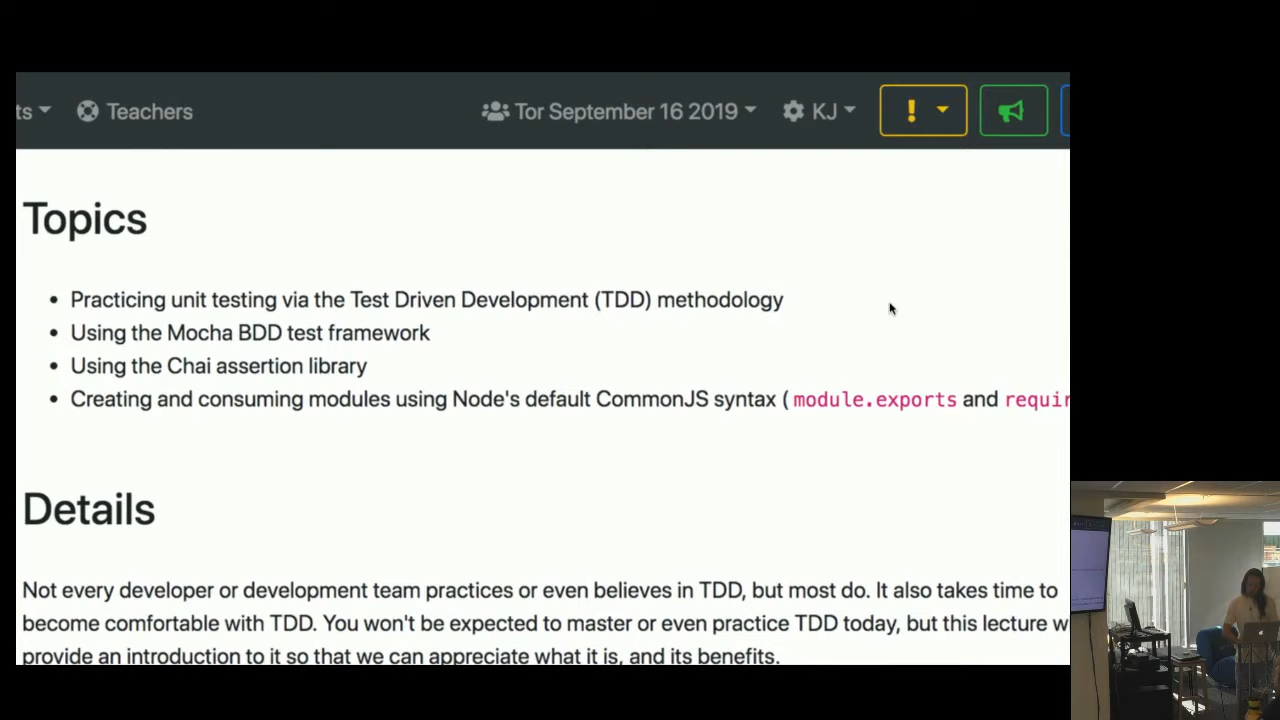 ts Teachers Tor September 16 2019 KJ
Topics
Practicing unit testing via the Test Driven Development (TDD) methodology
Using the Mocha BDD test framework
Using the Chai assertion library
Creating and consuming modules using Node's default CommonJS syntax ( module.exports and requir
Details
Not every developer or development team practices or even believes in TDD, but most do. It also takes time to
become comfortable with TDD. You won't be expected to master or even practice TDD today, but this lecture w
provide an introduction to it so that we can appreciate what it is, and its benefits.